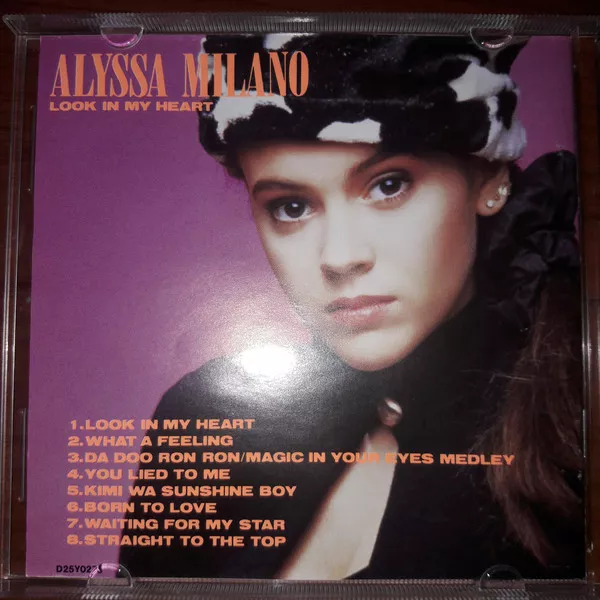 ALYSSA MILANO
LOOK IN MY HEART
1.LOOK IN MY HEART
2.WHAT A FEELING
3.DA DOO RON RON/MAGIC IN YOUR EYES MEDLEY
4.YOU LIED TO ME
5.KIMI WA SUNSHINE BOY
6.BORN TO LOVE
7.WAITING FOR MY STAR
8.STRAIGHT TO THE TOP